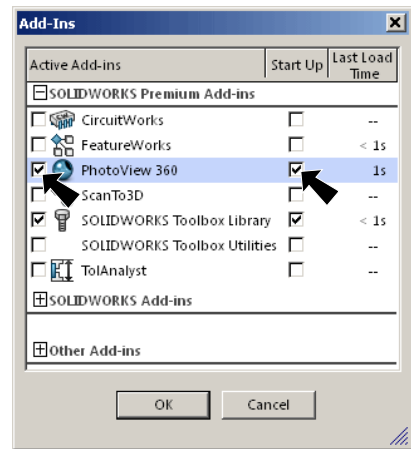 Add-Ins
Active Add-ins Start Up Last Load Time
SOLIDWORKS Premium Add-ins
CircuitWorks --
FeatureWorks < 1s
PhotoView 360 1s
ScanTo3D --
SOLIDWORKS Toolbox Library < 1s
SOLIDWORKS Toolbox Utilities --
TolAnalyst --
SOLIDWORKS Add-ins
Other Add-ins
OK Cancel